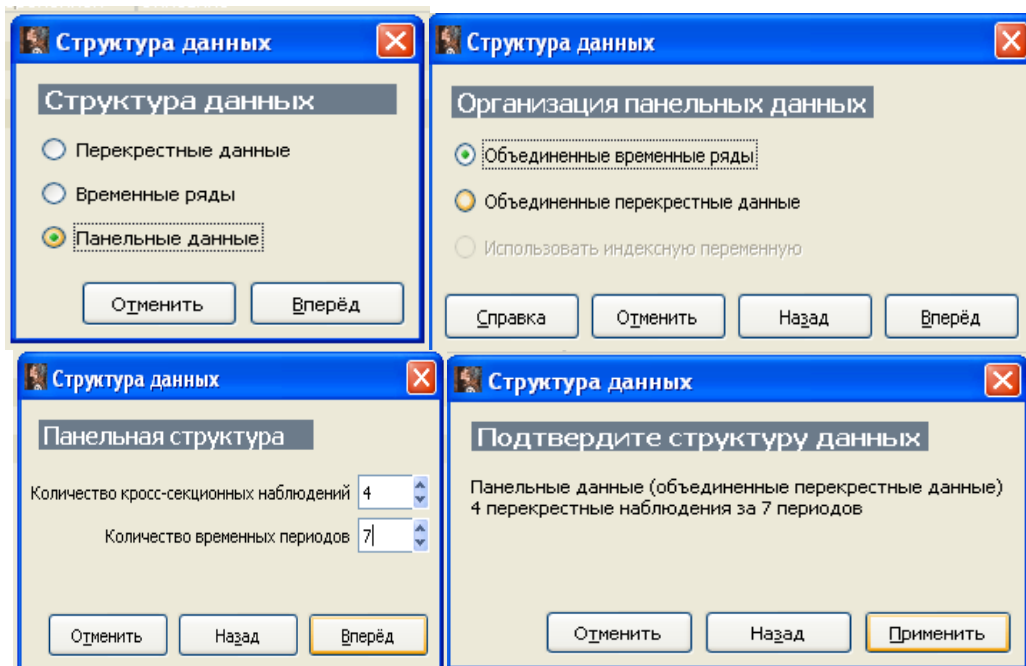 Структура данных
Структура данных
Перекрестные данные
Временные ряды
Панельные данные
Отменить
Вперёд
Структура данных
Организация панельных данных
Объединенные временные ряды
Объединенные перекрестные данные
Использовать индексную переменную
Справка
Отменить
Назад
Вперёд
Структура данных
Панельная структура
Количество кросс-секционных наблюдений 4
Количество временных периодов 7
Отменить
Назад
Вперёд
Структура данных
Подтвердите структуру данных
Панельные данные (объединенные перекрестные данные)
4 перекрестные наблюдения за 7 периодов
Отменить
Назад
Применить